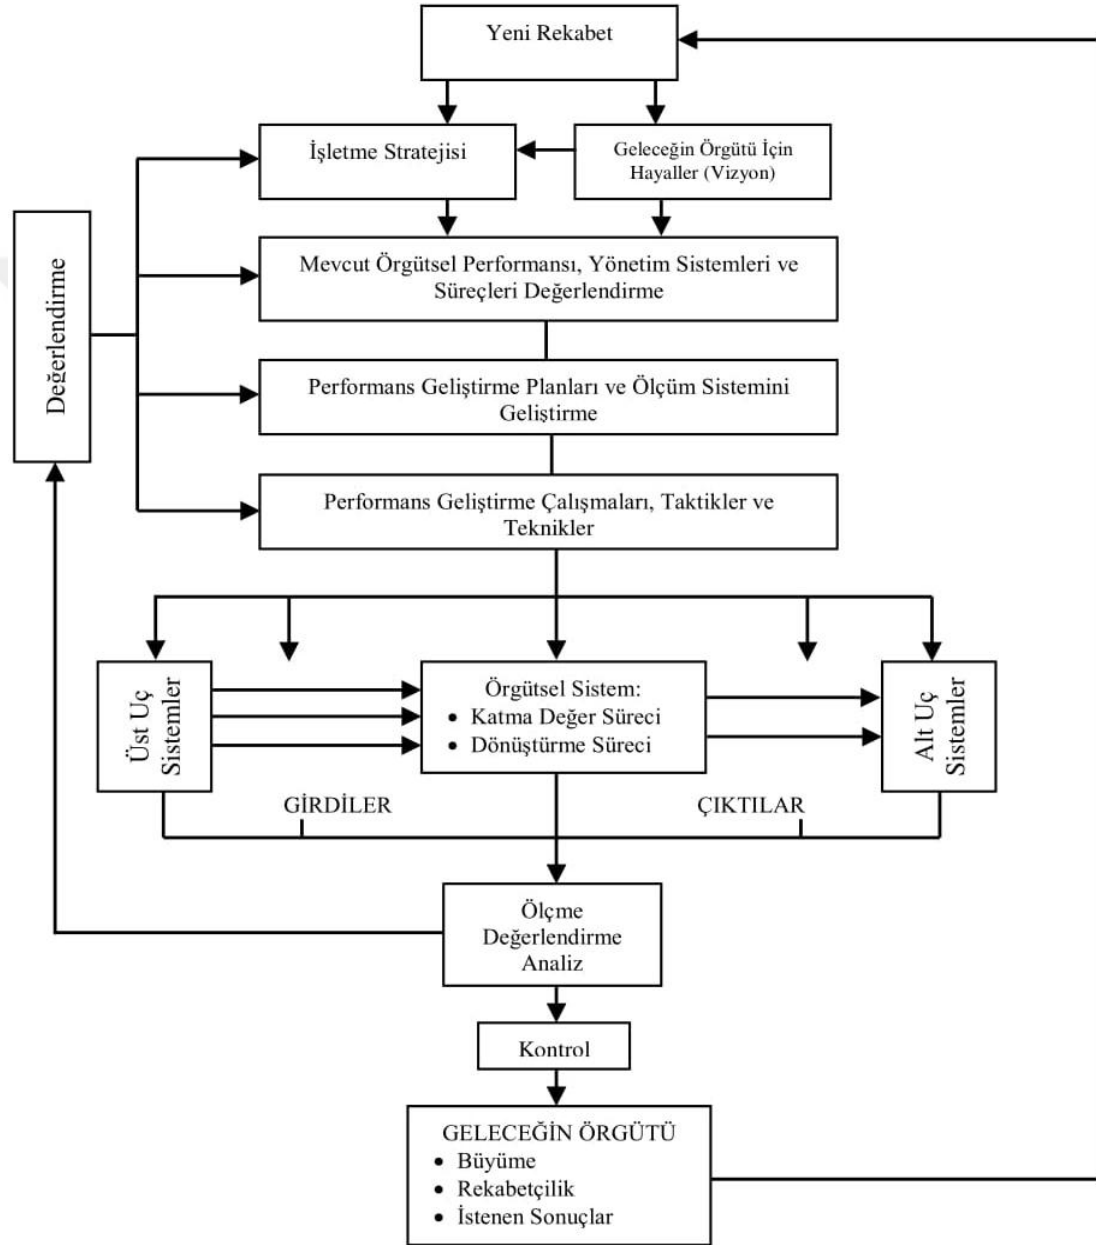 Yeni Rekabet
İşletme Stratejisi
Geleceğin Örgütü İçin
Hayaller (Vizyon)
Değerlendirme
Mevcut Örgütsel Performansı, Yönetim Sistemleri ve
Süreçleri Değerlendirme
Performans Geliştirme Planları ve Ölçüm Sistemini
Geliştirme
Performans Geliştirme Çalışmaları, Taktikler ve
Teknikler
Üst Uç
Sistemler
Örgütsel Sistem:
• Katma Değer Süreci
• Dönüştürme Süreci
Alt Uç
Sistemler
GİRDİLER
ÇIKTILAR
Ölçme
Değerlendirme
Analiz
Kontrol
GELECEĞİN ÖRGÜTÜ
• Büyüme
• Rekabetçilik
• İstenen Sonuçlar